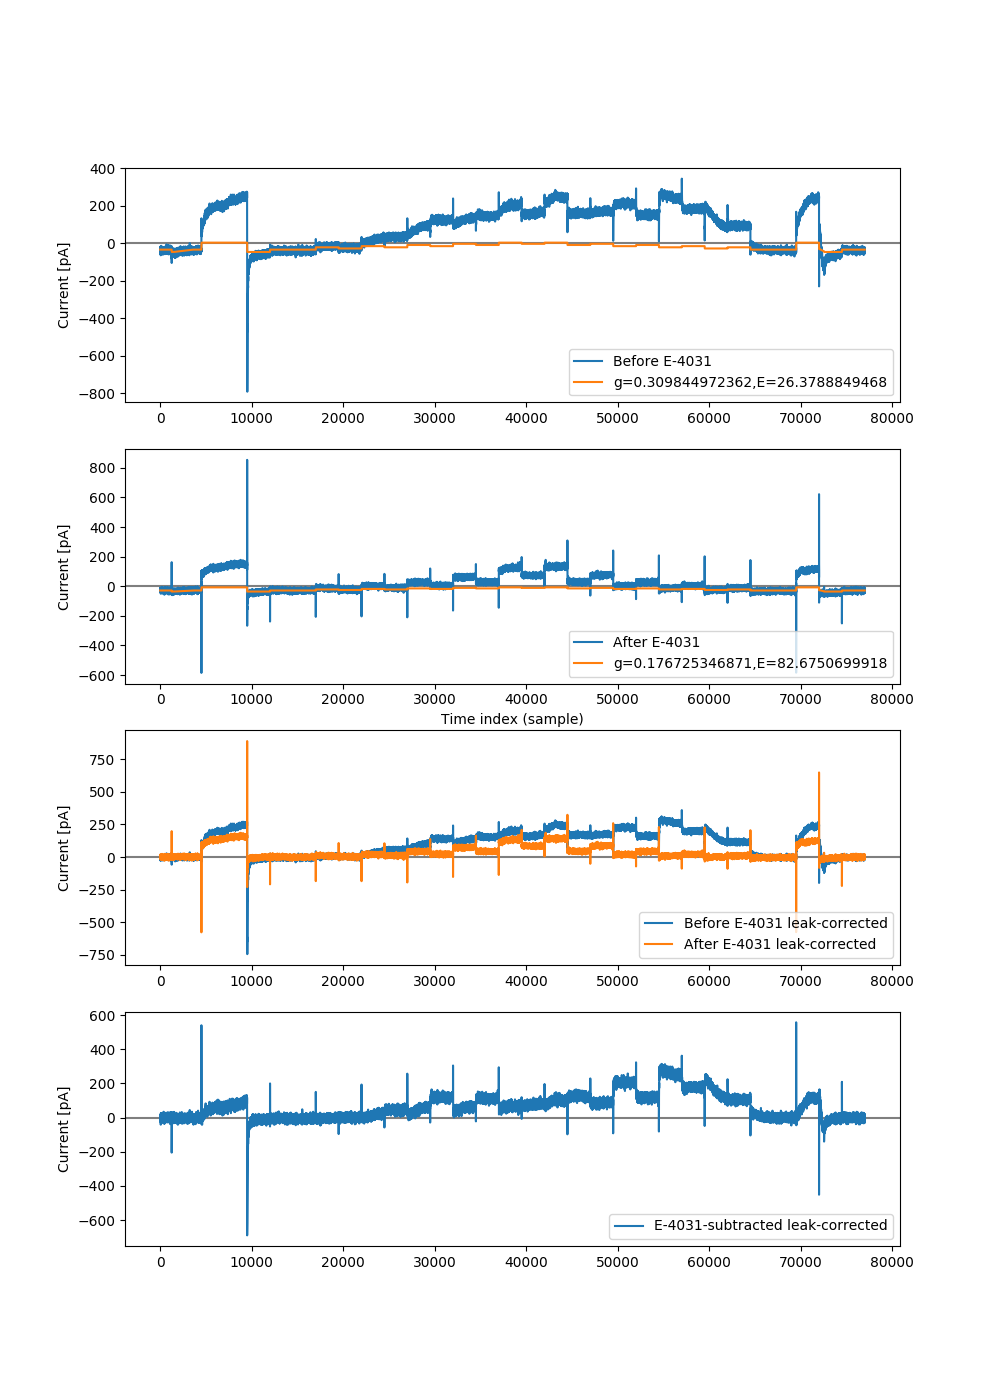 400
200
0
−200
−400
−600
−800
Current [pA]
Before E-4031
g=0.309844972362,E=26.3788849468
0 10000 20000 30000 40000 50000 60000 70000 80000
800
600
400
200
0
−200
−400
−600
Current [pA]
After E-4031
g=0.176725346871,E=82.6750699918
0 10000 20000 30000 40000 50000 60000 70000 80000
Time index (sample)
750
500
250
0
−250
−500
−750
Current [pA]
Before E-4031 leak-corrected
After E-4031 leak-corrected
0 10000 20000 30000 40000 50000 60000 70000 80000
600
400
200
0
−200
−400
−600
Current [pA]
E-4031-subtracted leak-corrected
0 10000 20000 30000 40000 50000 60000 70000 80000